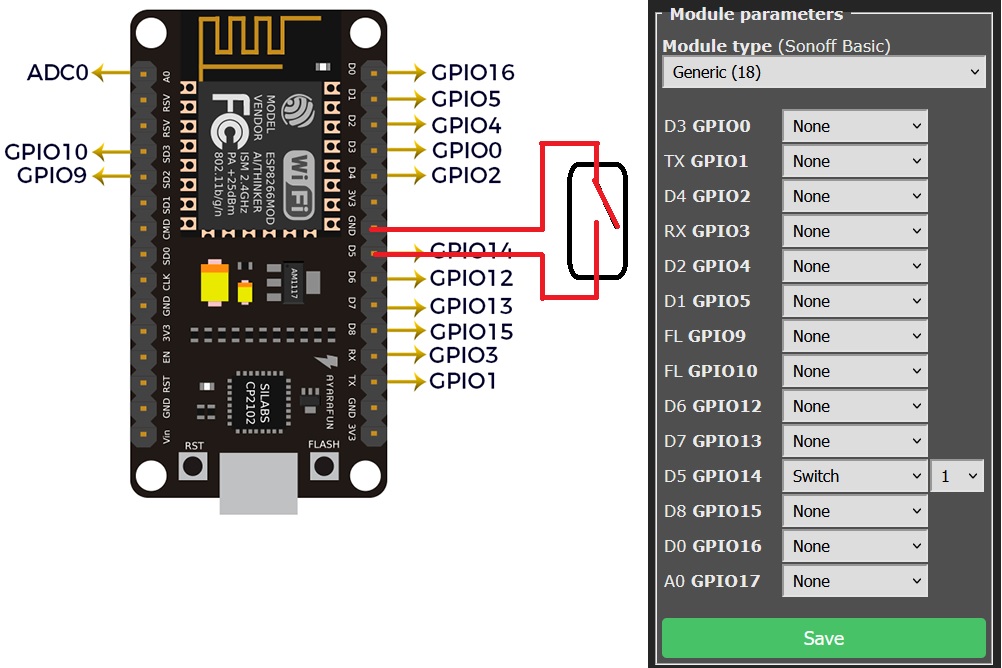 ADC0
GPIO10
GPIO9
A0
RSV
RSV
SD3
SD2
SD1
CMD
SD0
CLK
GND
3V3
EN
RST
GND
Vin
MODEL
VENDOR
ESP8266MOD
AI/THINKER
ISM 2.4GHz
PA +25dBm
802.11b/g/n
FC
WiFi
AM1117
SILABS
CP2102
AYARAFUN
RST
FLASH
D0
D1
D2
D3
D4
3V3
GND
D5
D6
D7
D8
RX
TX
GND
3V3
GPIO16
GPIO5
GPIO4
GPIO0
GPIO2
GPIO14
GPIO12
GPIO13
GPIO15
GPIO3
GPIO1
Module parameters
Module type (Sonoff Basic)
Generic (18)
D3 GPIO0 None
TX GPIO1 None
D4 GPIO2 None
RX GPIO3 None
D2 GPIO4 None
D1 GPIO5 None
FL GPIO9 None
FL GPIO10 None
D6 GPIO12 None
D7 GPIO13 None
D5 GPIO14 Switch 1
D8 GPIO15 None
D0 GPIO16 None
A0 GPIO17 None
Save